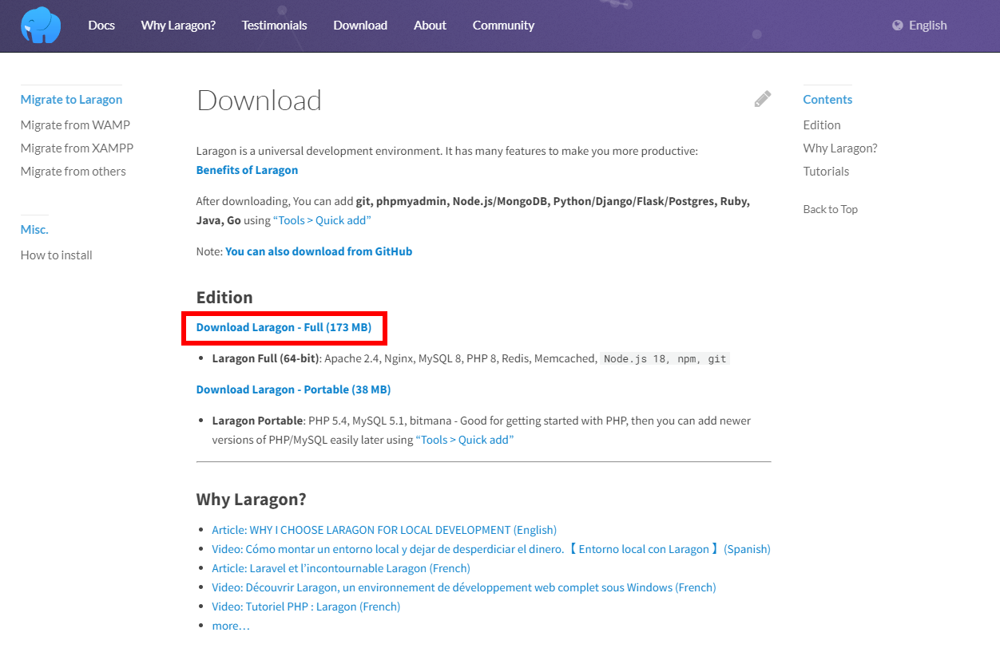 Docs Why Laragon? Testimonials Download About Community English
Migrate to Laragon
Migrate from WAMP
Migrate from XAMPP
Migrate from others
Misc.
How to install
Download
Laragon is a universal development environment. It has many features to make you more productive:
Benefits of Laragon
After downloading, You can add git, phpmyadmin, Node.js/MongoDB, Python/Django/Flask/Postgres, Ruby,
Java, Go using “Tools > Quick add”
Note: You can also download from GitHub
Edition
Download Laragon - Full (173 MB)
• Laragon Full (64-bit): Apache 2.4, Nginx, MySQL 8, PHP 8, Redis, Memcached, Node.js 18, npm, git
Download Laragon - Portable (38 MB)
• Laragon Portable: PHP 5.4, MySQL 5.1, bitmana - Good for getting started with PHP, then you can add newer
versions of PHP/MySQL easily later using “Tools > Quick add”
Why Laragon?
• Article: WHY I CHOOSE LARAGON FOR LOCAL DEVELOPMENT (English)
• Video: Cómo montar un entorno local y dejar de desperdiciar el dinero.【 Entorno local con Laragon 】(Spanish)
• Article: Laravel et l’incontournable Laragon (French)
• Video: Découvrir Laragon, un environnement de développement web complet sous Windows (French)
• Video: Tutoriel PHP : Laragon (French)
• more…
Contents
Edition
Why Laragon?
Tutorials
Back to Top